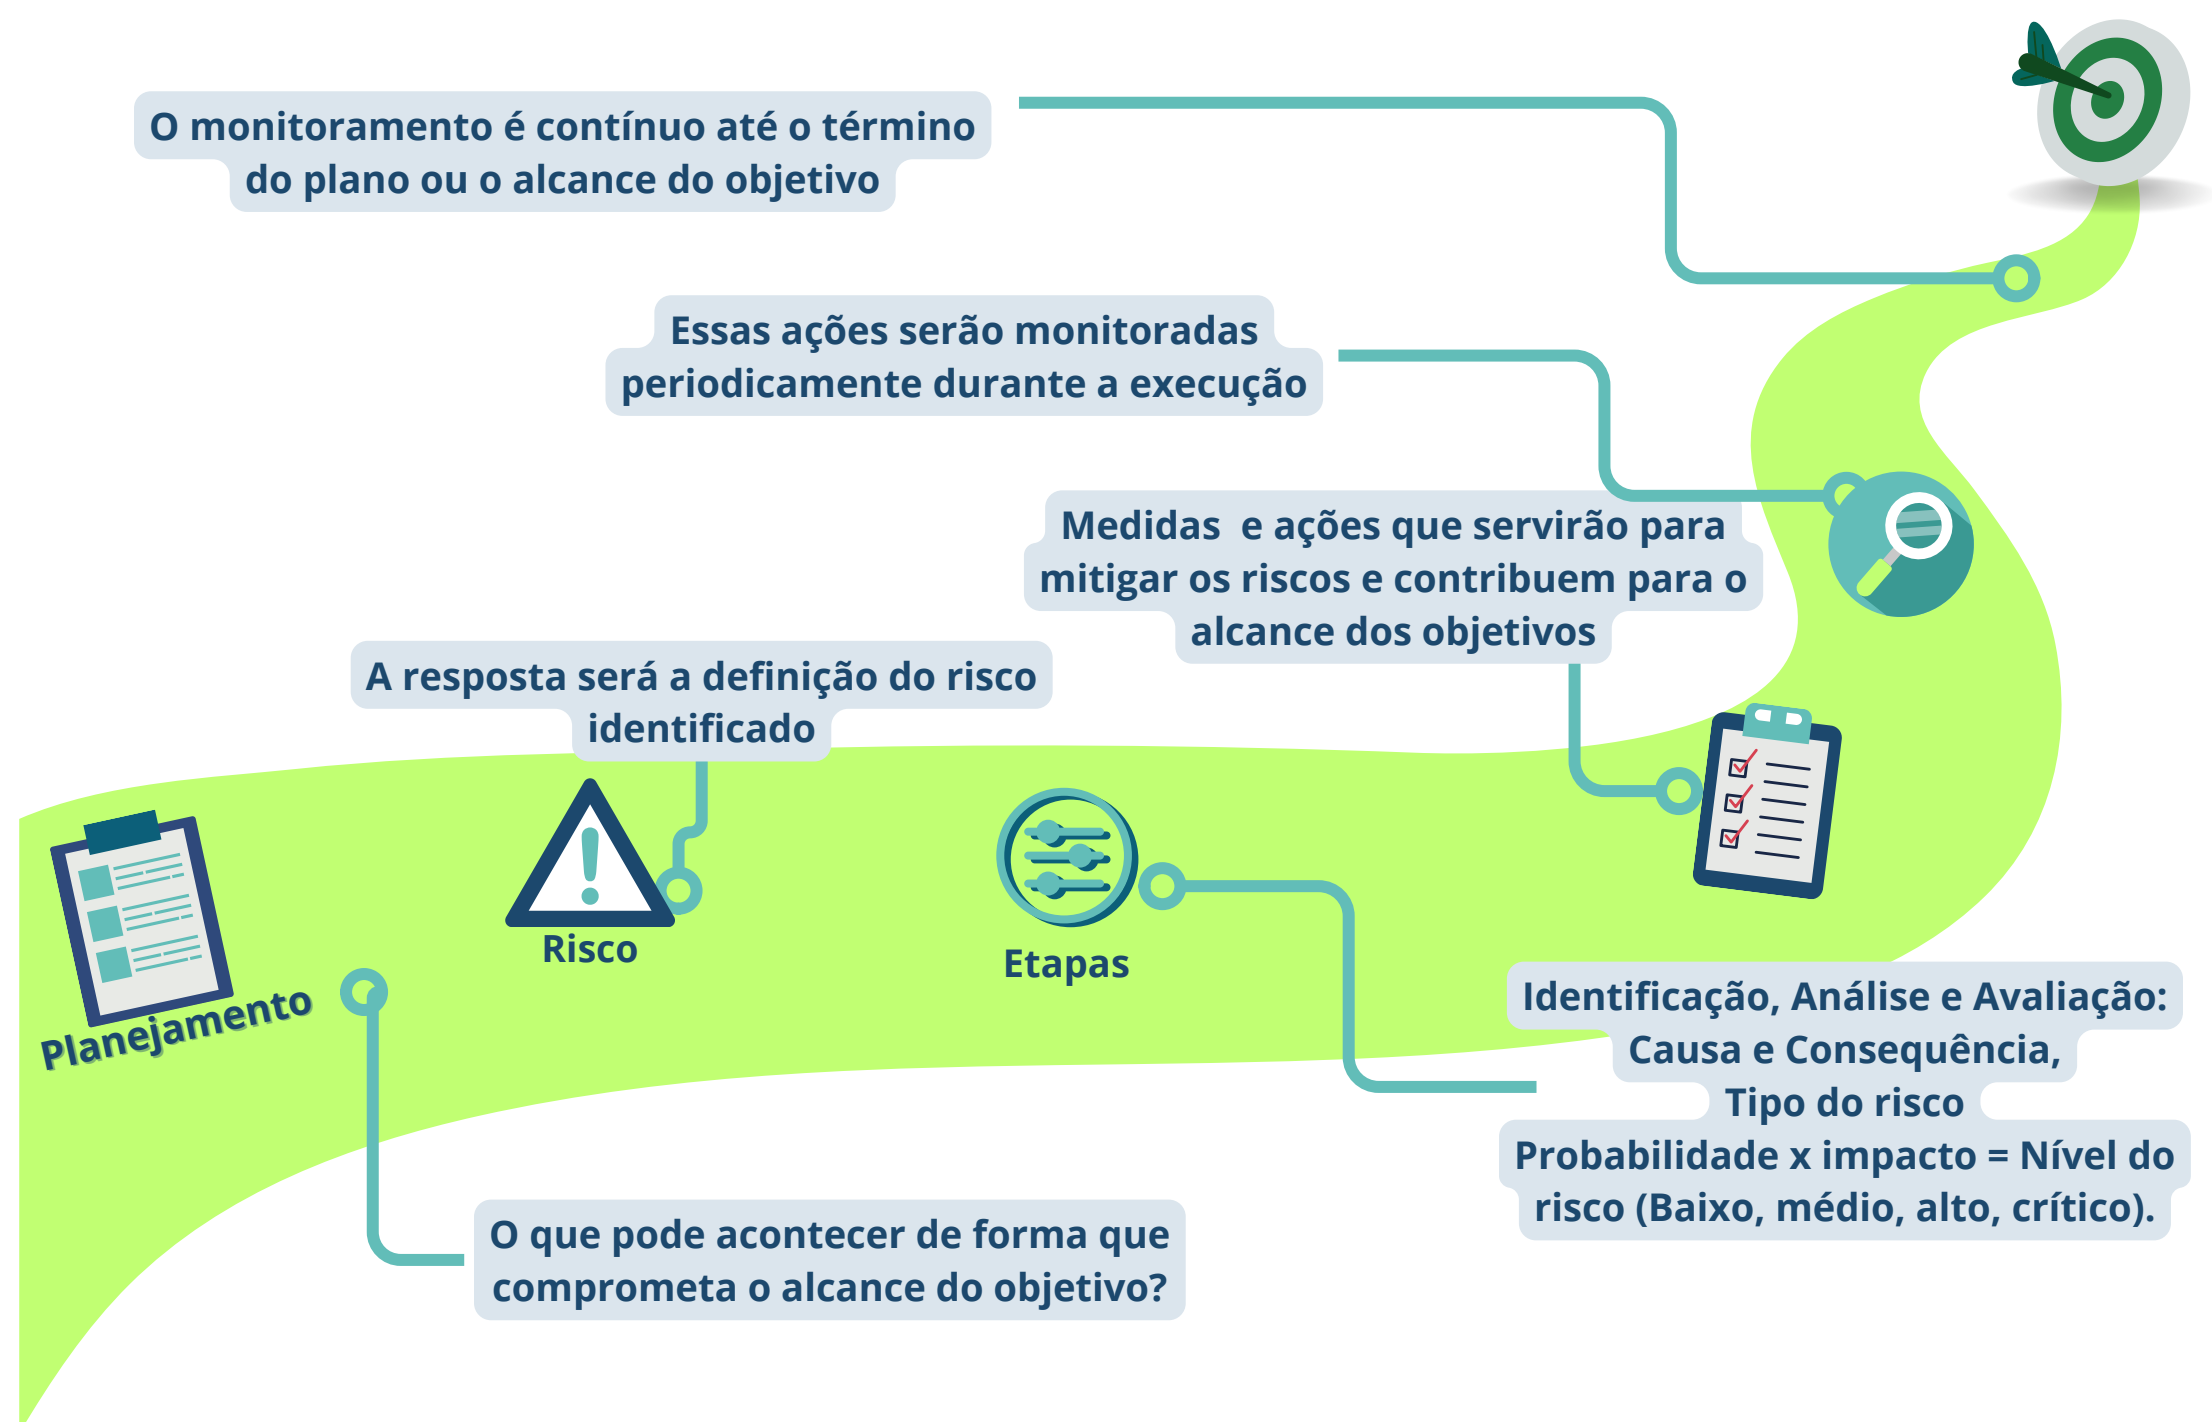 O monitoramento é contínuo até o término
do plano ou o alcance do objetivo
Essas ações serão monitoradas
periodicamente durante a execução
Medidas  e ações que servirão para
mitigar os riscos e contribuem para o
alcance dos objetivos
A resposta será a definição do risco
identificado
Risco
Etapas
Planejamento
Identificação, Análise e Avaliação:
Causa e Consequência,
Tipo do risco
Probabilidade x impacto = Nível do
risco (Baixo, médio, alto, crítico).
O que pode acontecer de forma que
comprometa o alcance do objetivo?